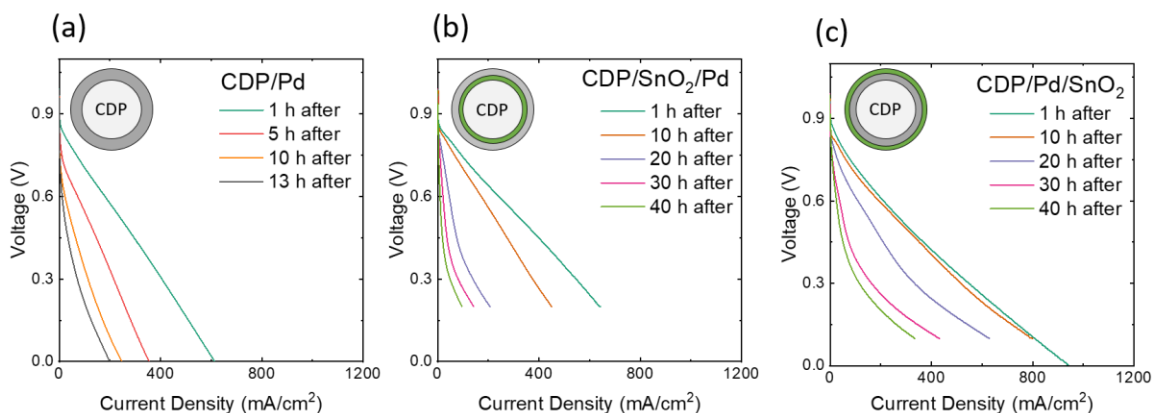 (a)
CDP/Pd
CDP
1 h after
5 h after
10 h after
13 h after
0.9
0.6
0.3
0.0
Voltage (V)
0
400
800
1200
Current Density (mA/cm²)
(b)
CDP/SnO₂/Pd
CDP
1 h after
10 h after
20 h after
30 h after
40 h after
0.9
0.6
0.3
0.0
Voltage (V)
0
400
800
1200
Current Density (mA/cm²)
(c)
CDP/Pd/SnO₂
CDP
1 h after
10 h after
20 h after
30 h after
40 h after
0.9
0.6
0.3
0.0
Voltage (V)
0
400
800
1200
Current Density (mA/cm²)